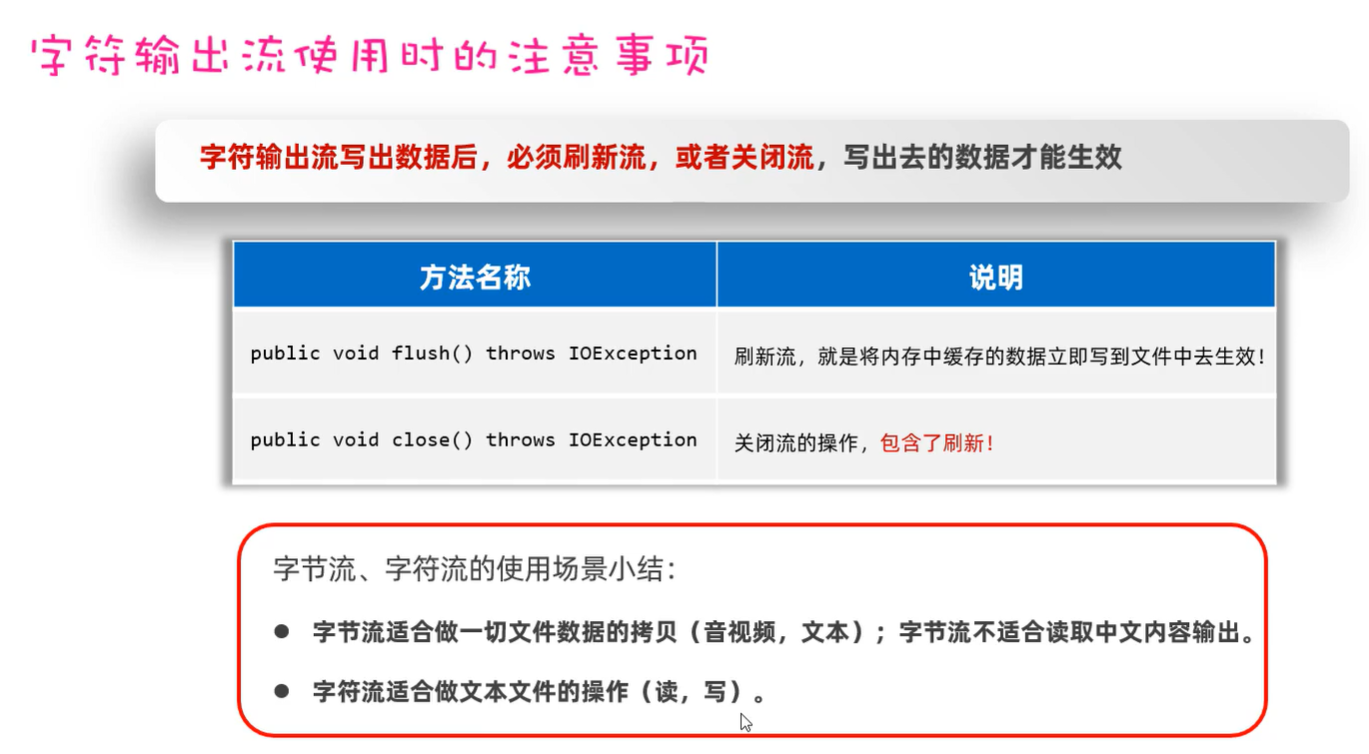 字符输出流使用时的注意事项
字符输出流写出数据后，必须刷新流，或者关闭流，写出去的数据才能生效
方法名称 说明
public void flush() throws IOException 刷新流，就是将内存中缓存的数据立即写到文件中去生效！
public void close() throws IOException 关闭流的操作，包含了刷新！
字节流、字符流的使用场景小结：
● 字节流适合做一切文件数据的拷贝（音视频，文本）；字节流不适合读取中文内容输出。
● 字符流适合做文本文件的操作（读，写）。